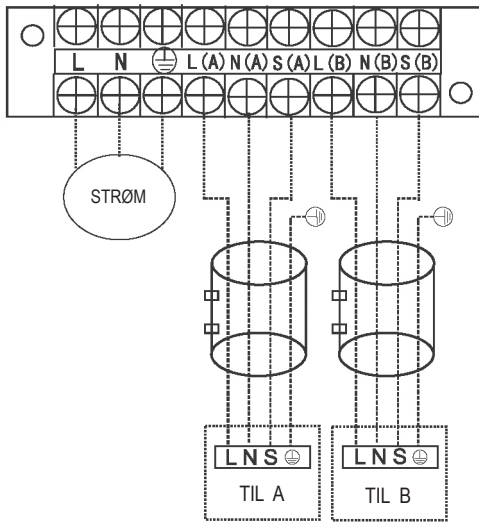 L N L(A) N(A) S(A) L(B) N(B) S(B)
STRØM
L N S
TIL A
L N S
TIL B